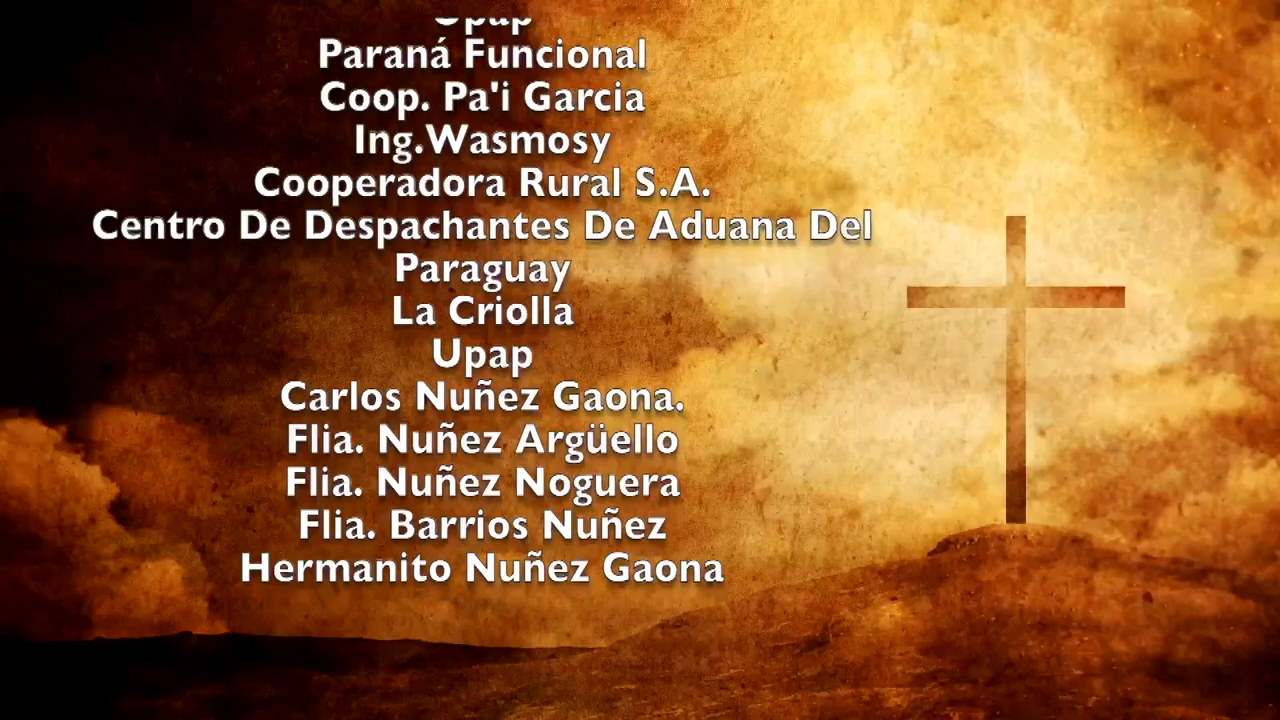 Upap
Paraná Funcional
Coop. Pa'i Garcia
Ing.Wasmosy
Cooperadora Rural S.A.
Centro De Despachantes De Aduana Del
Paraguay
La Criolla
Upap
Carlos Nuñez Gaona.
Flia. Nuñez Argüello
Flia. Nuñez Noguera
Flia. Barrios Nuñez
Hermanito Nuñez Gaona